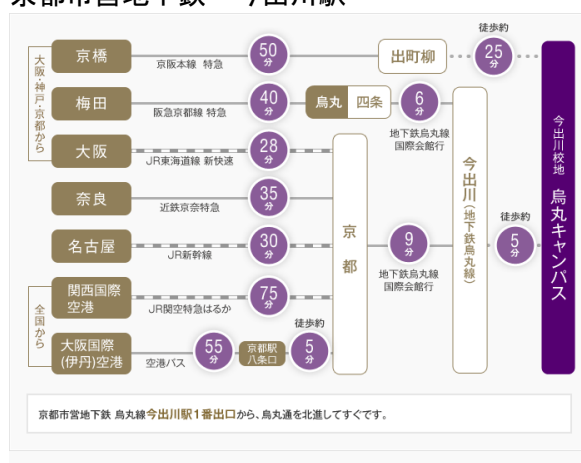 大阪・神戸・京都から
京橋
京阪本線 特急
50分
出町柳
徒歩約
25分
梅田
阪急京都線 特急
40分
烏丸 四条
6分
地下鉄烏丸線
国際会館行
大阪
JR東海道線 新快速
28分
奈良
近鉄京奈特急
35分
名古屋
JR新幹線
30分
全国から
関西国際
空港
JR関空特急はるか
75分
大阪国際
(伊丹)空港
空港バス
55分
京都駅
八条口
徒歩約
5分
京都
9分
地下鉄烏丸線
国際会館行
今出川(地下鉄烏丸線)
徒歩約
5分
今出川校地 烏丸キャンパス
京都市営地下鉄 烏丸線今出川駅1番出口から、烏丸通を北進してすぐです。